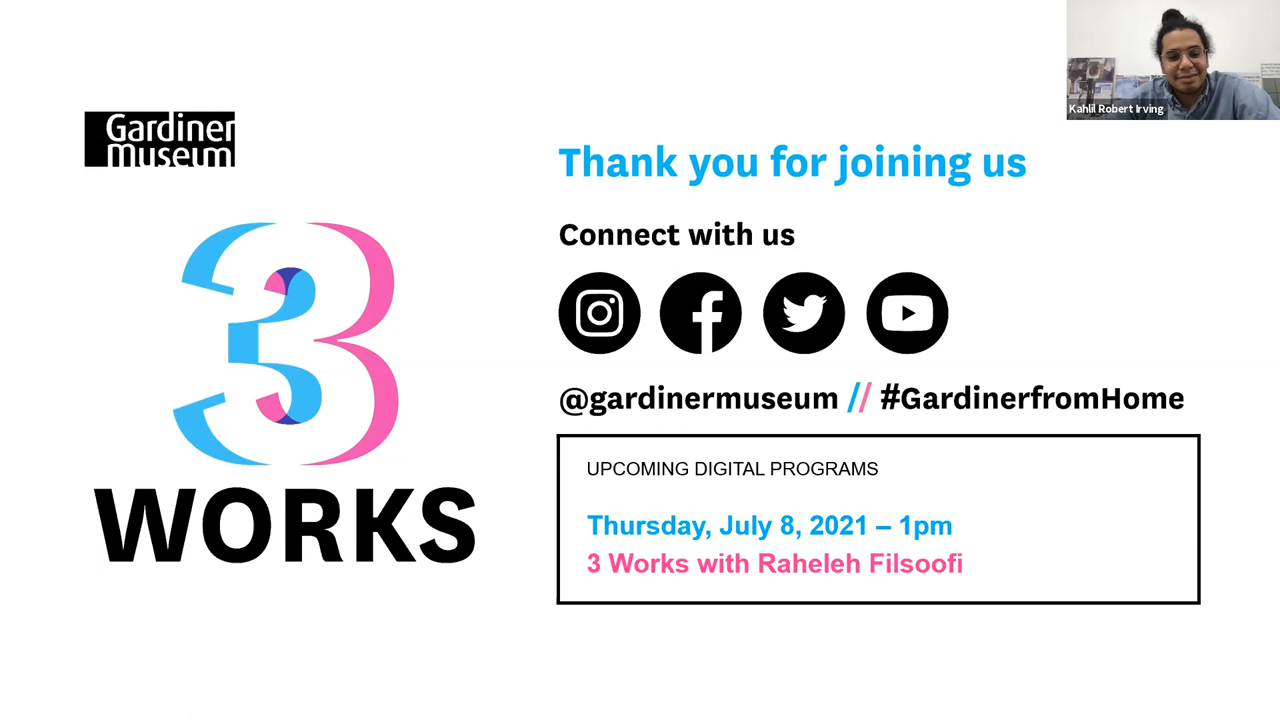 Gardiner
museum
3
WORKS
Kahlil Robert Irving
Thank you for joining us
Connect with us
@gardinermuseum // #GardinerfromHome
UPCOMING DIGITAL PROGRAMS
Thursday, July 8, 2021 – 1pm
3 Works with Raheleh Filsoofi